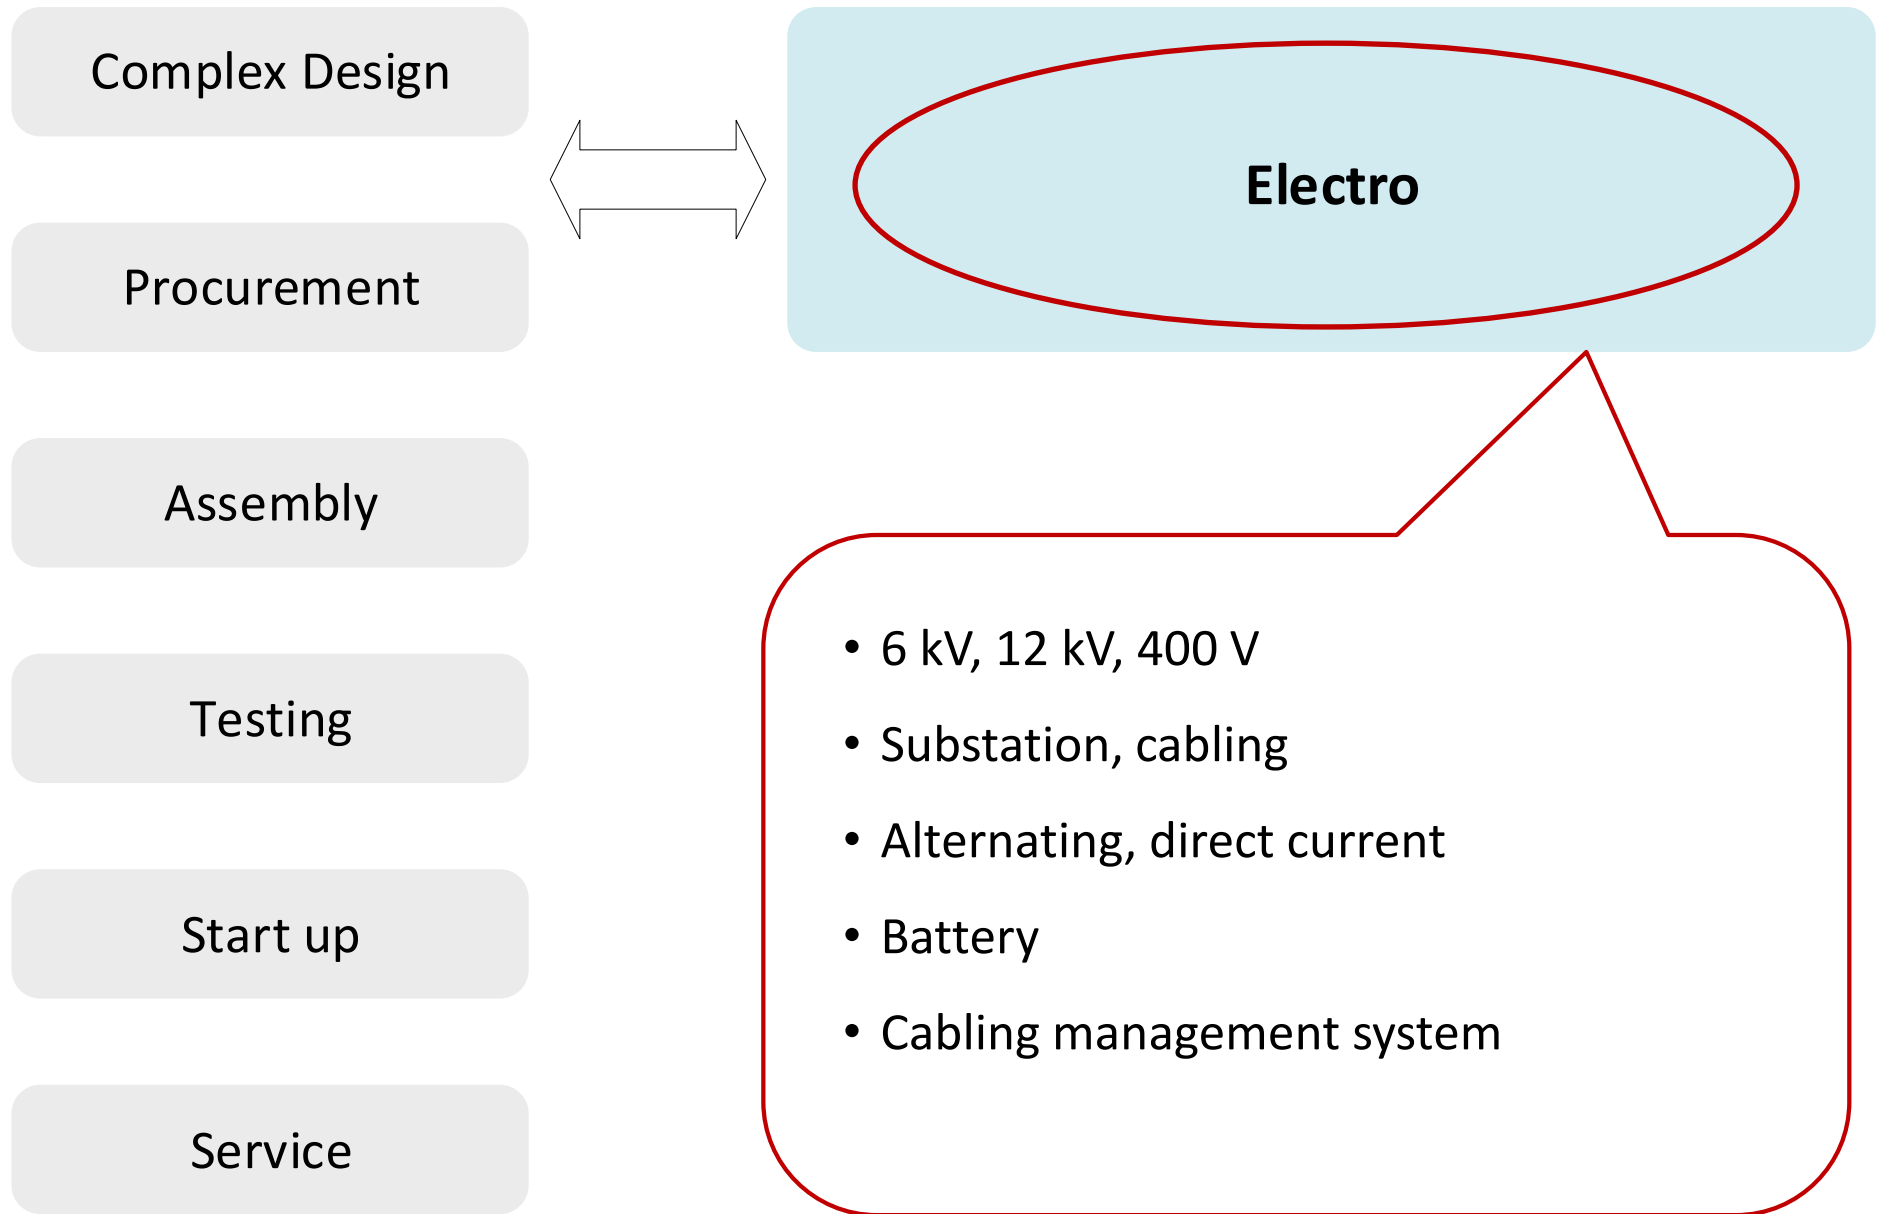 Complex Design
Procurement
Assembly
Testing
Start up
Service
Electro
• 6 kV, 12 kV, 400 V
• Substation, cabling
• Alternating, direct current
• Battery
• Cabling management system